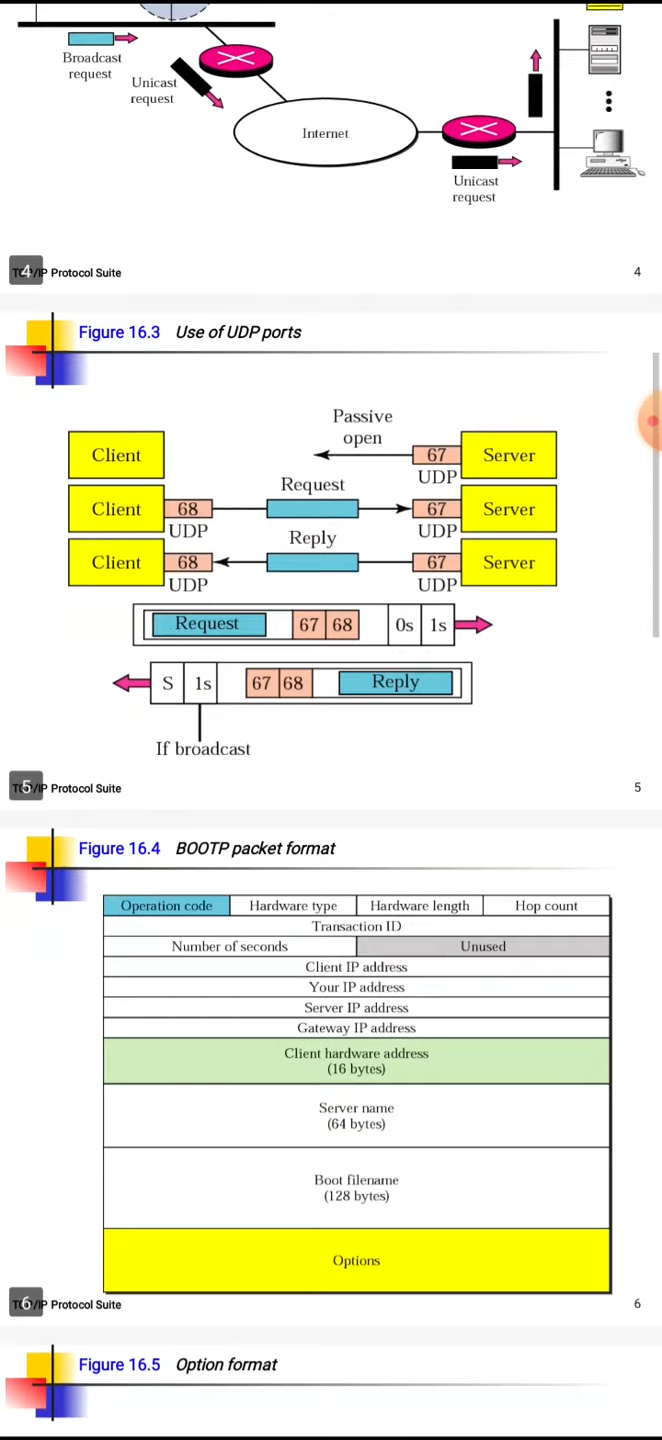 Broadcast
request
Unicast
request
Internet
Unicast
request
4
TCP/IP Protocol Suite
4
Figure 16.3 Use of UDP ports
Passive
open
Client
67
Server
UDP
Request
Client
68
67
Server
UDP
UDP
Reply
Client
68
67
Server
UDP
UDP
Request
67
68
0s
1s
S
1s
67
68
Reply
If broadcast
5
TCP/IP Protocol Suite
5
Figure 16.4 BOOTP packet format
Operation code
Hardware type
Hardware length
Hop count
Transaction ID
Number of seconds
Unused
Client IP address
Your IP address
Server IP address
Gateway IP address
Client hardware address
(16 bytes)
Server name
(64 bytes)
Boot filename
(128 bytes)
Options
6
TCP/IP Protocol Suite
6
Figure 16.5 Option format